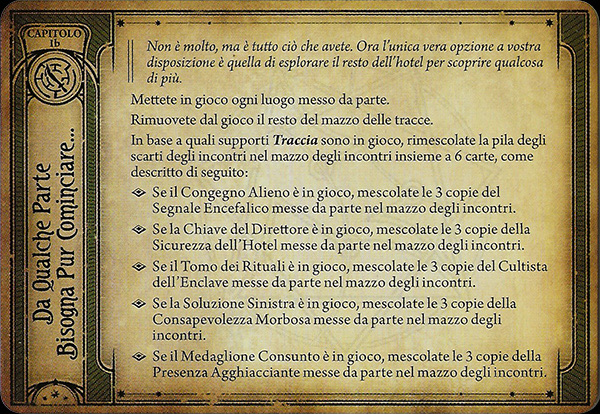 CAPITOLO
1b
Da Qualche Parte
Bisogna Pur Cominciare...
Non è molto, ma è tutto ciò che avete. Ora l'unica vera opzione a vostra
disposizione è quella di esplorare il resto dell'hotel per scoprire qualcosa
di più.
Mettete in gioco ogni luogo messo da parte.
Rimuovete dal gioco il resto del mazzo delle tracce.
In base a quali supporti Traccia sono in gioco, rimescolate la pila degli
scarti degli incontri nel mazzo degli incontri insieme a 6 carte, come
descritto di seguito:
Se il Congegno Alieno è in gioco, mescolate le 3 copie del
Segnale Encefalico messe da parte nel mazzo degli incontri.
Se la Chiave del Direttore è in gioco, mescolate le 3 copie della
Sicurezza dell'Hotel messe da parte nel mazzo degli incontri.
Se il Tomo dei Rituali è in gioco, mescolate le 3 copie del Cultista
dell'Enclave messe da parte nel mazzo degli incontri.
Se la Soluzione Sinistra è in gioco, mescolate le 3 copie della
Consapevolezza Morbosa messe da parte nel mazzo degli
incontri.
Se il Medaglione Consunto è in gioco, mescolate le 3 copie della
Presenza Agghiacciante messe da parte nel mazzo degli incontri.